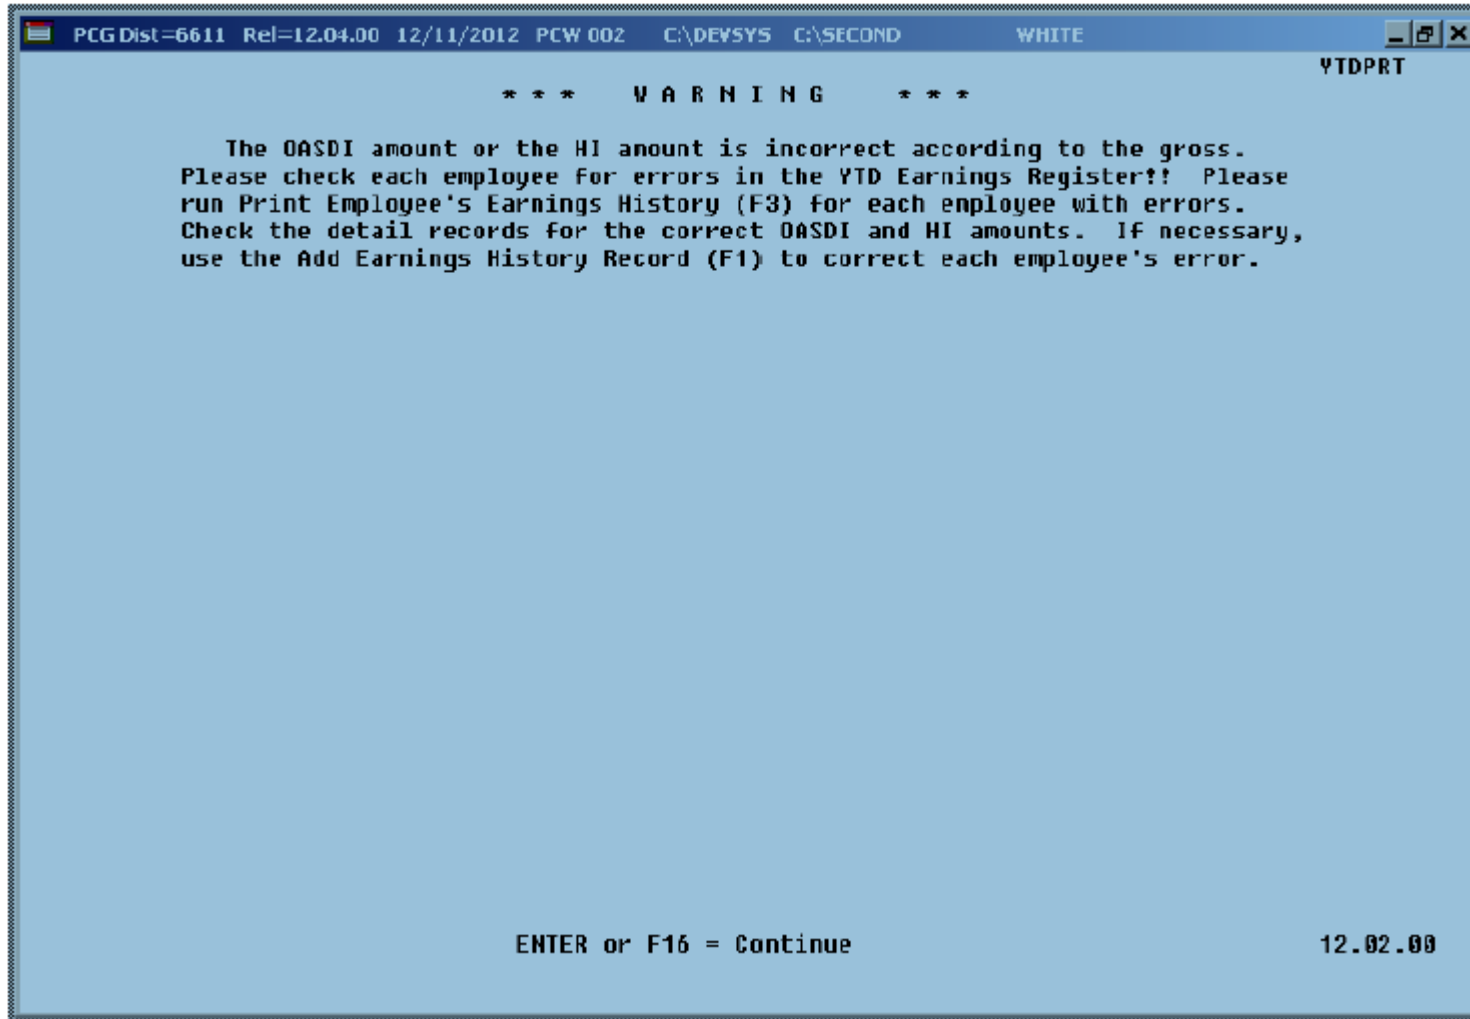 PCG Dist=6611 Rel=12.04.00 12/11/2012 PCW 002 C:\DEVSYS C:\SECOND WHITE
YTDPRT
* * * W A R N I N G * * *
The OASDI amount or the HI amount is incorrect according to the gross.
Please check each employee for errors in the YTD Earnings Register!! Please
run Print Employee's Earnings History (F3) for each employee with errors.
Check the detail records for the correct OASDI and HI amounts. If necessary,
use the Add Earnings History Record (F1) to correct each employee's error.
ENTER or F16 = Continue
12.02.00